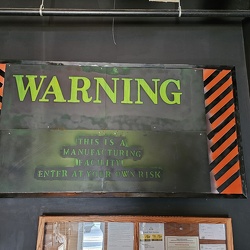 WARNING
THIS IS A
MANUFACTURING
FACILITY
ENTER AT YOUR OWN RISK